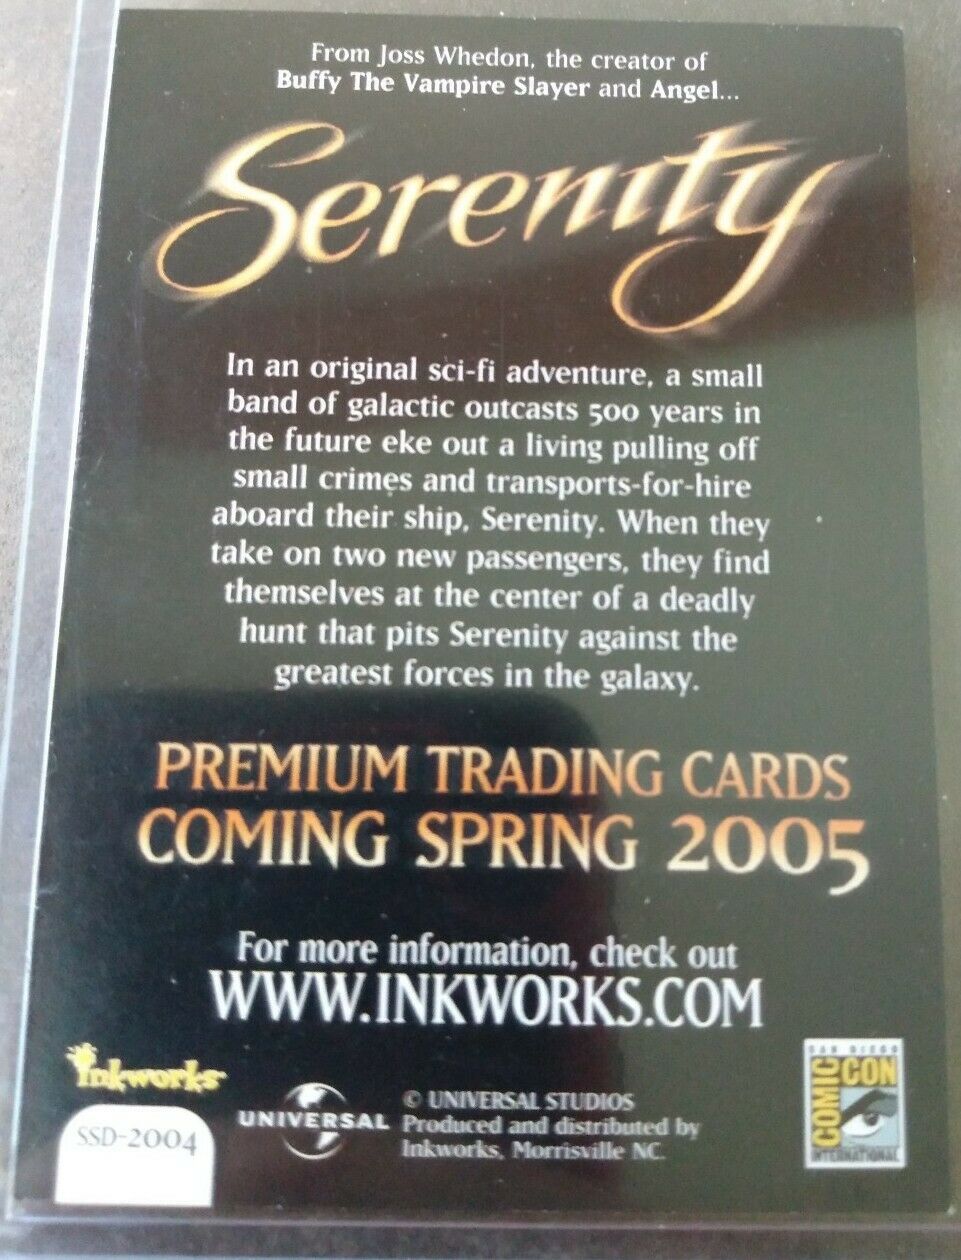 From Joss Whedon, the creator of
Buffy The Vampire Slayer and Angel...
Serenity
In an original sci-fi adventure, a small
band of galactic outcasts 500 years in
the future eke out a living pulling off
small crimes and transports-for-hire
aboard their ship, Serenity. When they
take on two new passengers, they find
themselves at the center of a deadly
hunt that pits Serenity against the
greatest forces in the galaxy.
PREMIUM TRADING CARDS
COMING SPRING 2005
For more information, check out
WWW.INKWORKS.COM
inkworks
SSD-2004
UNIVERSAL
© UNIVERSAL STUDIOS
Produced and distributed by
Inkworks, Morrisville NC.
SAN DIEGO
COMIC CON
INTERNATIONAL